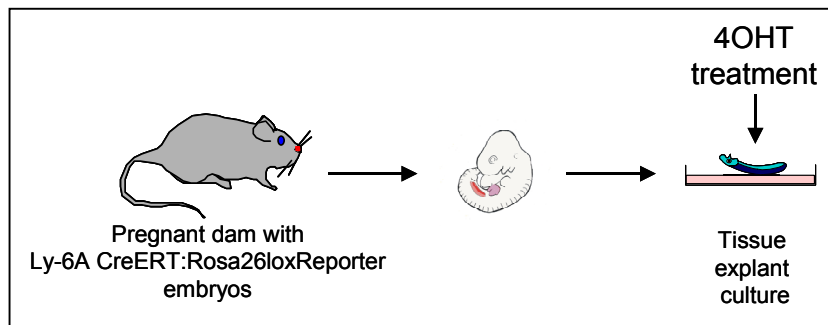 4OHT
treatment
Pregnant dam with
Ly-6A CreERT:Rosa26loxReporter
embryos
Tissue
explant
culture